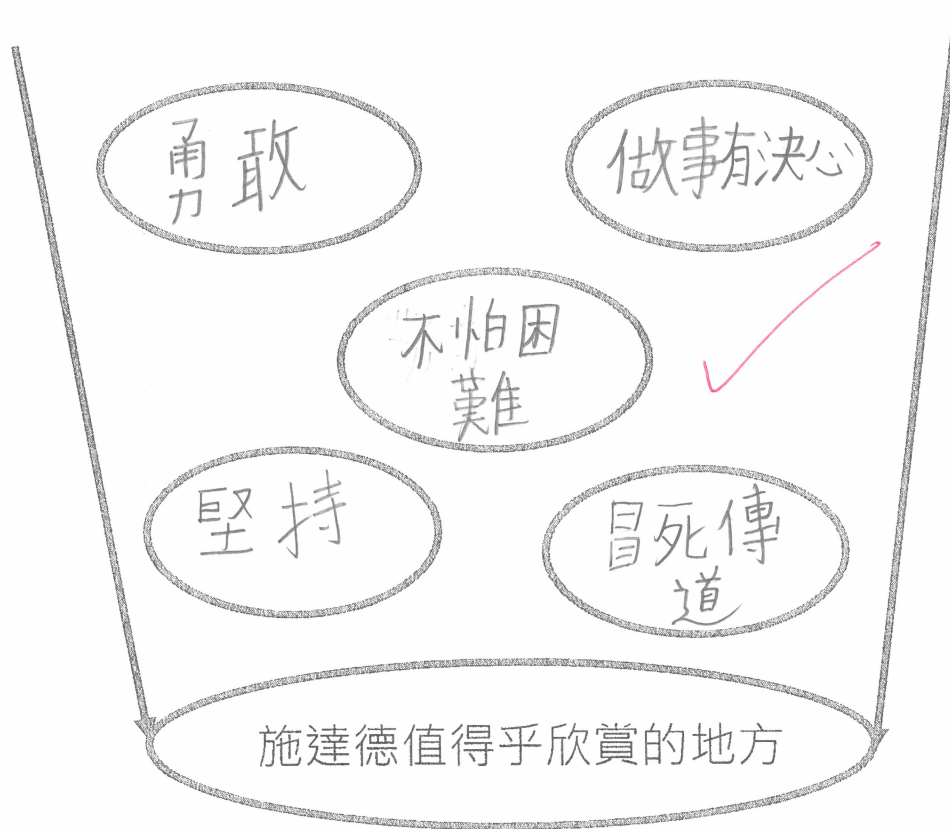 勇敢
做事有決心
不怕困
難
堅持
冒死傳
道
施達德值得乎欣賞的地方